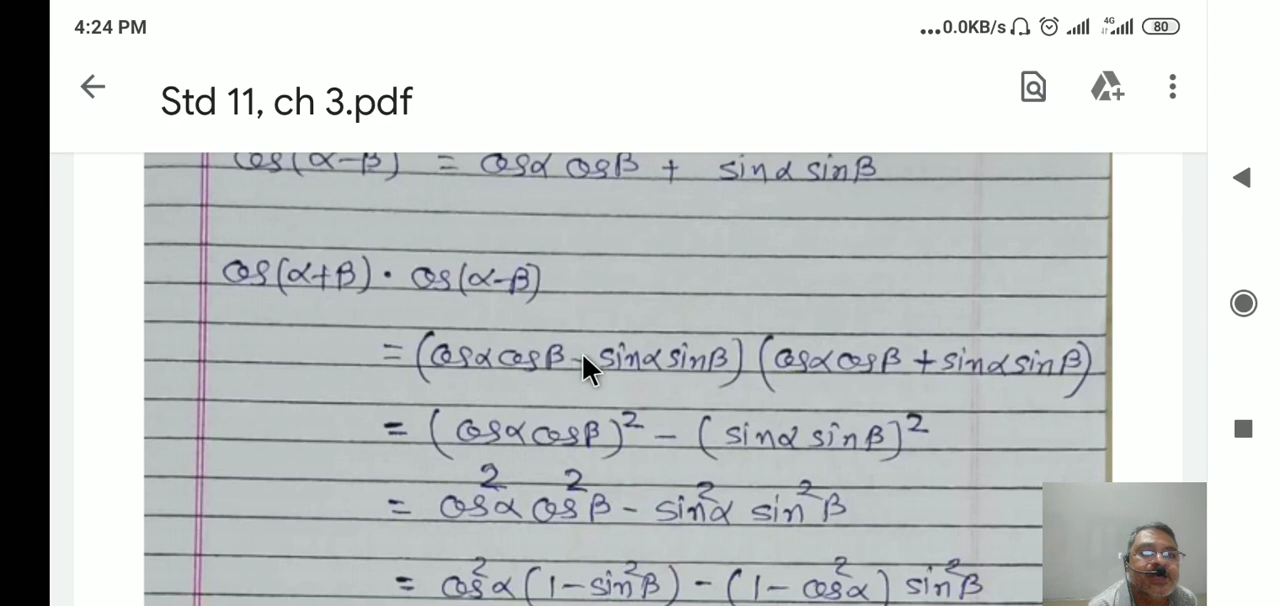 4:24 PM
...0.0KB/s 4G 80
Std 11, ch 3.pdf
cos(α-β) = cosα cosβ + sinα sinβ
cos(α+β) · cos(α-β)
= (cosα cosβ - sinα sinβ) (cosα cosβ + sinα sinβ)
= (cosα cosβ)² - (sinα sinβ)²
= cos²α cos²β - sin²α sin²β
= cos²α (1 - sin²β) - (1 - cos²α) sin²β